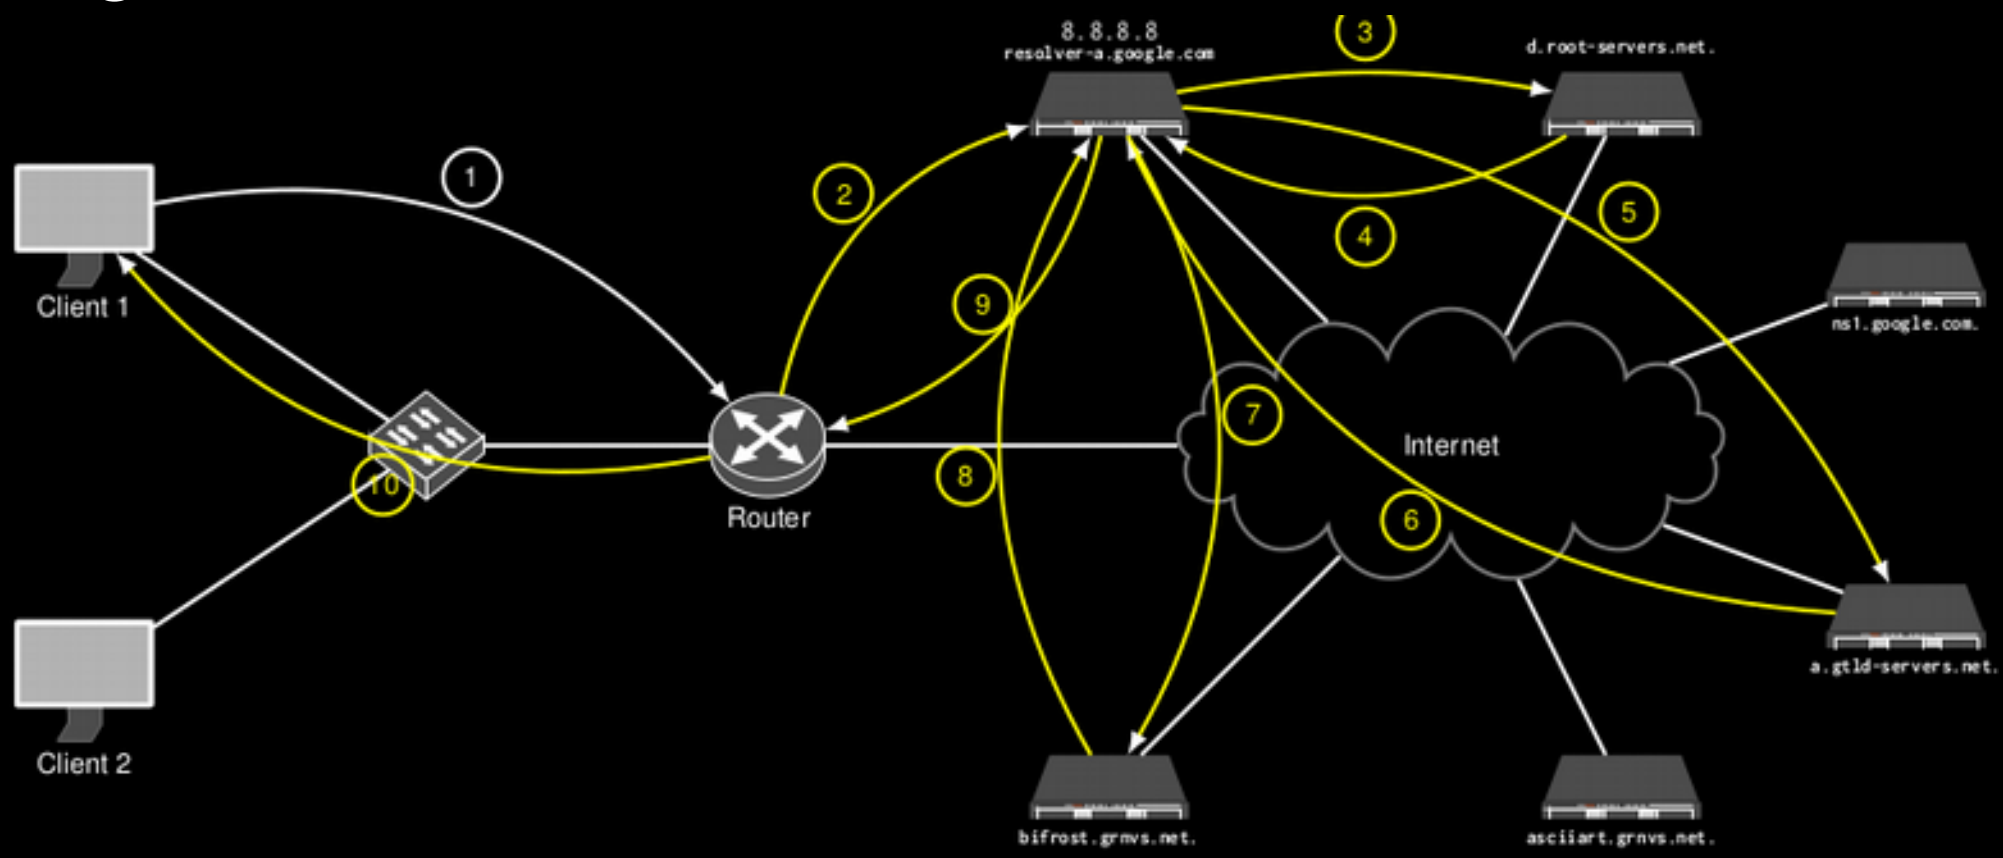 8.8.8.8
resolver-a.google.com
3
d.root-servers.net.
1
2
5
4
Client 1
9
ns1.google.com.
7
Internet
8
10
6
Router
a.gtld-servers.net.
Client 2
bifrost.grnvs.net.
asciiart.grnvs.net.